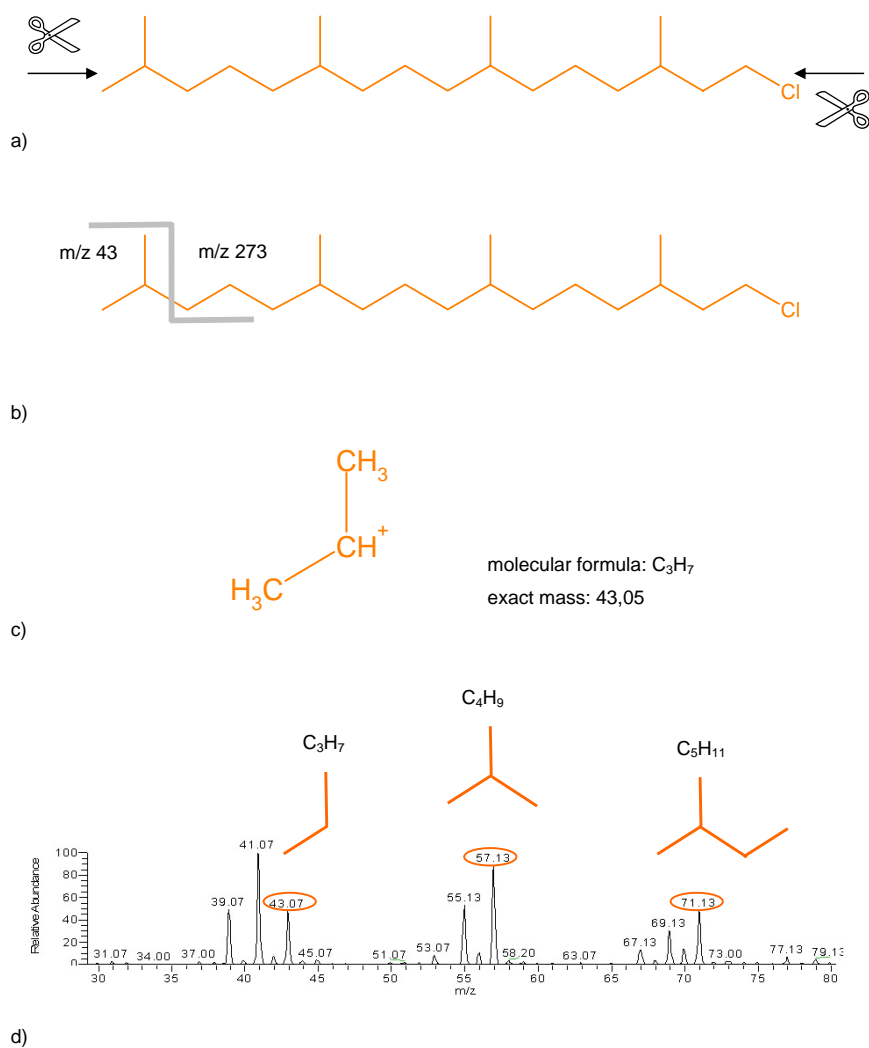 Cl
a)
m/z 43
m/z 273
Cl
b)
CH3
CH+
H3C
molecular formula: C3H7
exact mass: 43,05
c)
C4H9
C3H7
C5H11
Relative Abundance
100
80
60
40
20
0
31.07
34.00
37.00
39.07
41.07
43.07
45.07
51.07
53.07
55.13
57.13
58.20
63.07
67.13
69.13
71.13
73.00
77.13
79.13
30 35 40 45 50 55 60 65 70 75 80
m/z
d)